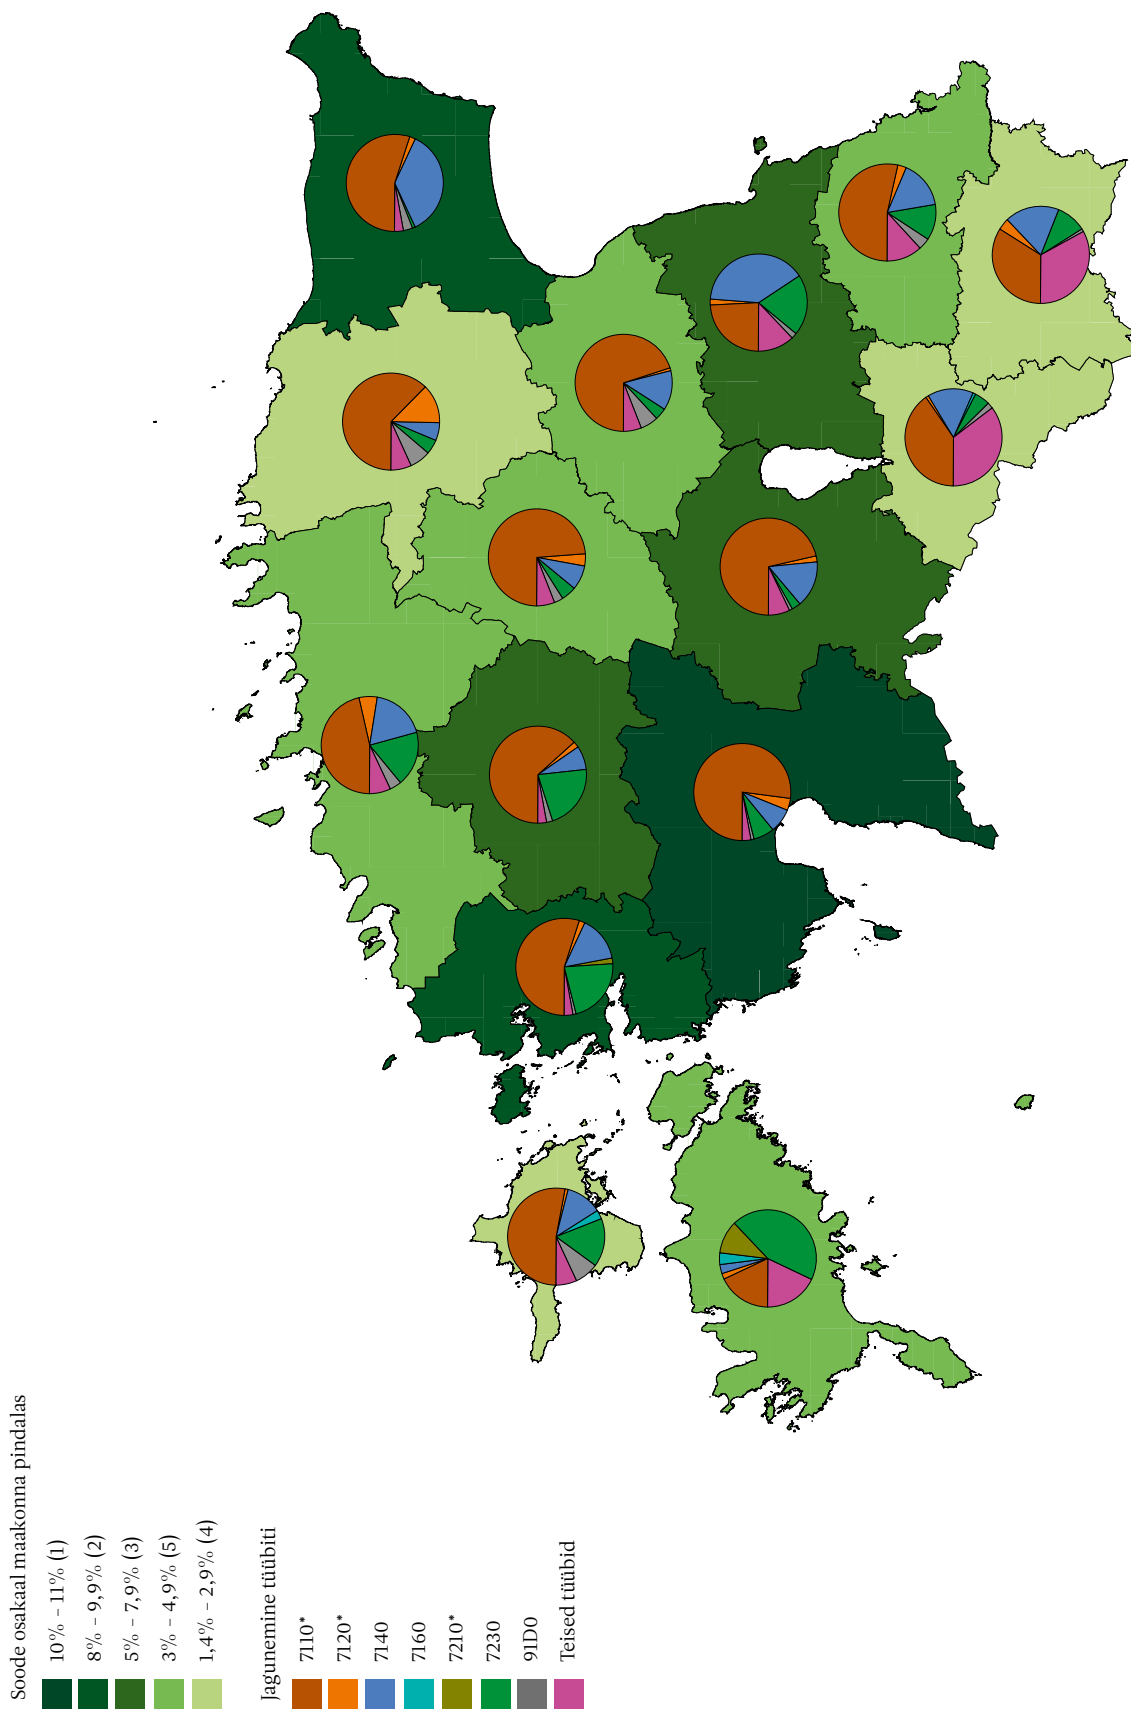 Soode osakaal maakonna pindalas
10% – 11% (1)
8% – 9,9% (2)
5% – 7,9% (3)
3% – 4,9% (5)
1,4% – 2,9% (4)
Jagunemine tüübiti
7110*
7120*
7140
7160
7210*
7230
91D0
Teised tüübid